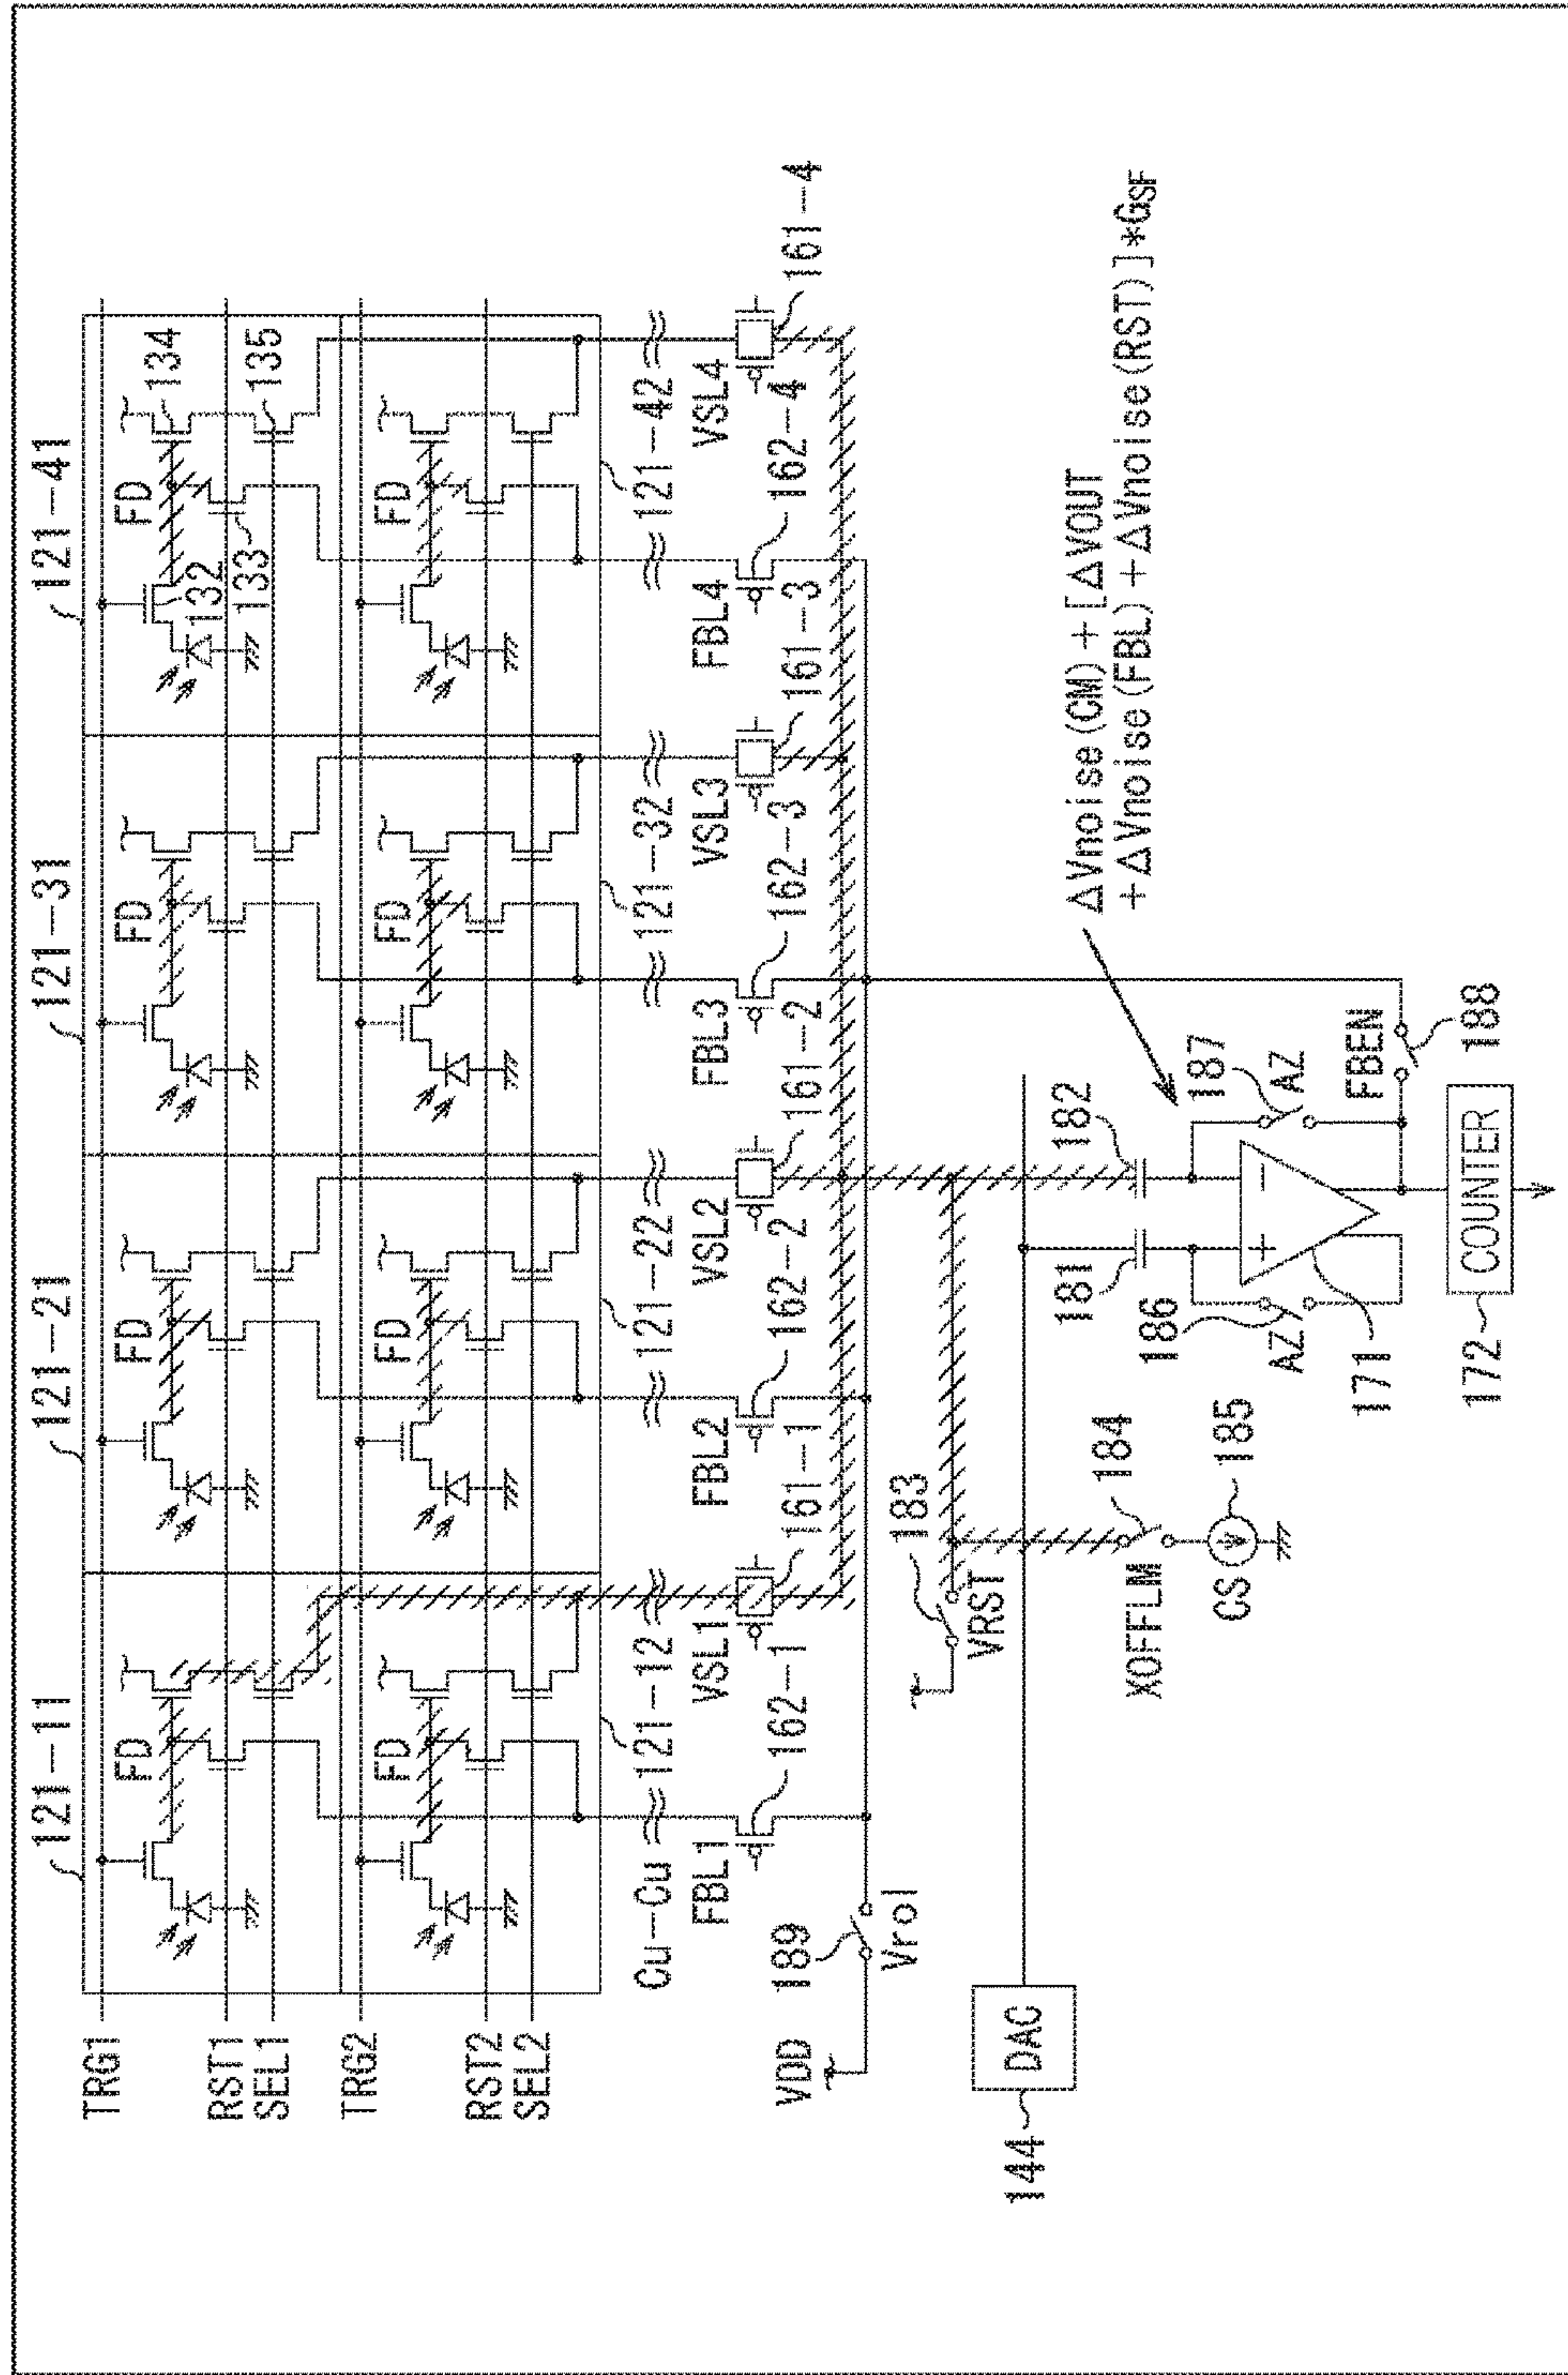 121-11
121-21
121-31
121-41
TRG1
FD
FD
FD
FD
134
132
133
135
RST1
SEL1
TRG2
FD
FD
FD
FD
RST2
SEL2
Cu-Cu
121-12
121-22
121-32
121-42
FBL1
VSL1
FBL2
VSL2
FBL3
VSL3
FBL4
VSL4
162-1
161-1
162-2
161-2
162-3
161-3
162-4
161-4
VDD
189
Vrol
183
VRST
144
DAC
XOFFLM
184
CS
185
181
182
186
AZ
187
AZ
171
FBEN
188
172
COUNTER
ΔVnoise(CM)+[ΔVOUT
+ΔVnoise(FBL)+ΔVnoise(RST)]*GSF